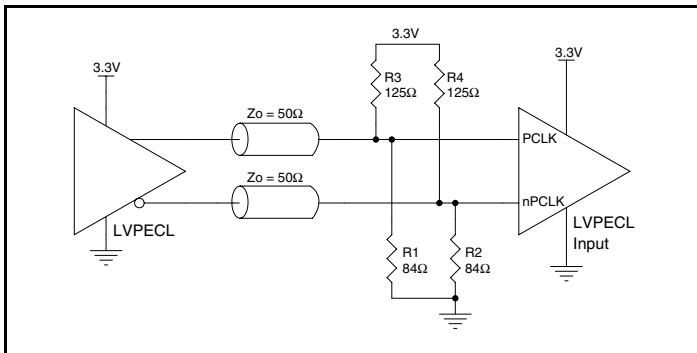 3.3V
3.3V
3.3V
R3
125Ω
R4
125Ω
Zo = 50Ω
PCLK
Zo = 50Ω
nPCLK
LVPECL
LVPECL
Input
R1
84Ω
R2
84Ω